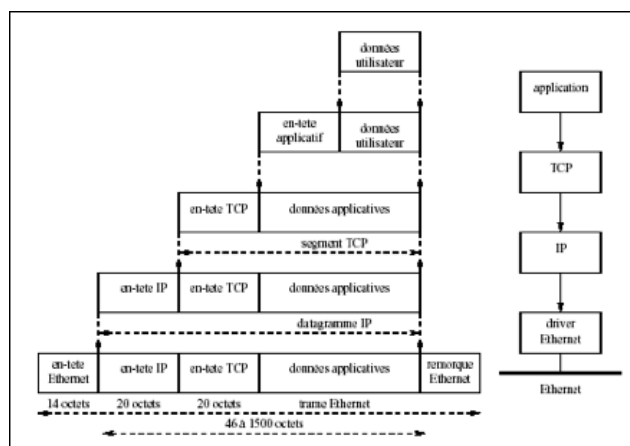 données
utilisateur
application
en-tete
applicatif
données
utilisateur
TCP
en-tete TCP
données applicatives
segment TCP
IP
en-tete IP
en-tete TCP
données applicatives
datagramme IP
driver
Ethernet
en-tete
Ethernet
en-tete IP
en-tete TCP
données applicatives
remorque
Ethernet
Ethernet
14 octets
20 octets
20 octets
trame Ethernet
46 à 1500 octets